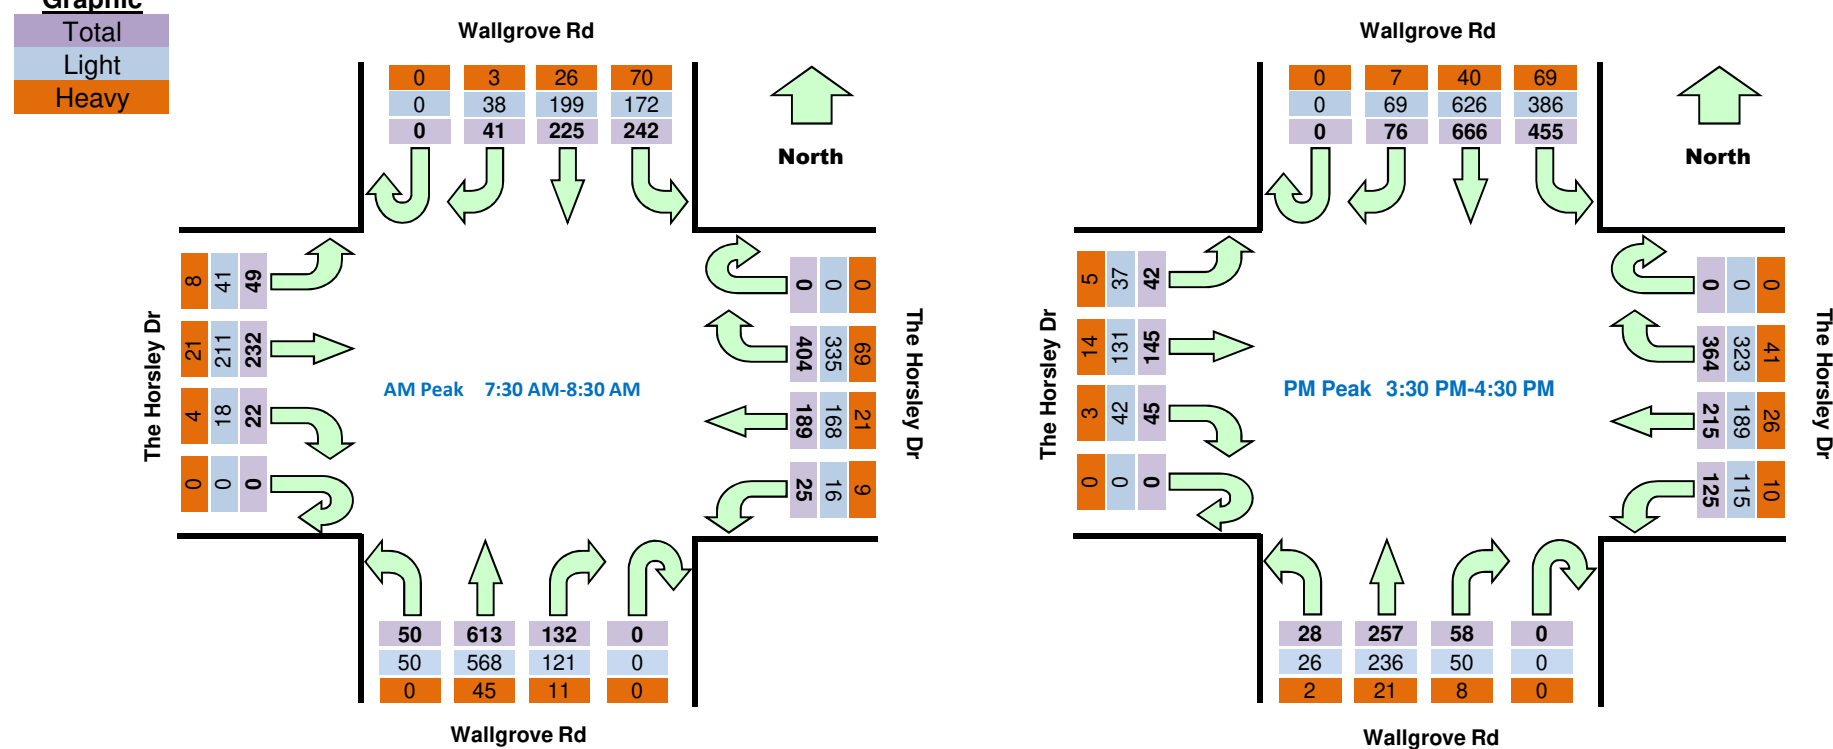 Graphic
Total
Light
Heavy
Wallgrove Rd
0 3 26 70
0 38 199 172
0 41 225 242
North
The Horsley Dr
8 41 49
21 211 232
4 18 22
0 0 0
AM Peak 7:30 AM-8:30 AM
0 0 0
404 335 69
189 168 21
25 16 9
The Horsley Dr
50 613 132 0
50 568 121 0
0 45 11 0
Wallgrove Rd
Wallgrove Rd
0 7 40 69
0 69 626 386
0 76 666 455
North
The Horsley Dr
5 37 42
14 131 145
3 42 45
0 0 0
PM Peak 3:30 PM-4:30 PM
0 0 0
364 323 41
215 189 26
125 115 10
The Horsley Dr
28 257 58 0
26 236 50 0
2 21 8 0
Wallgrove Rd